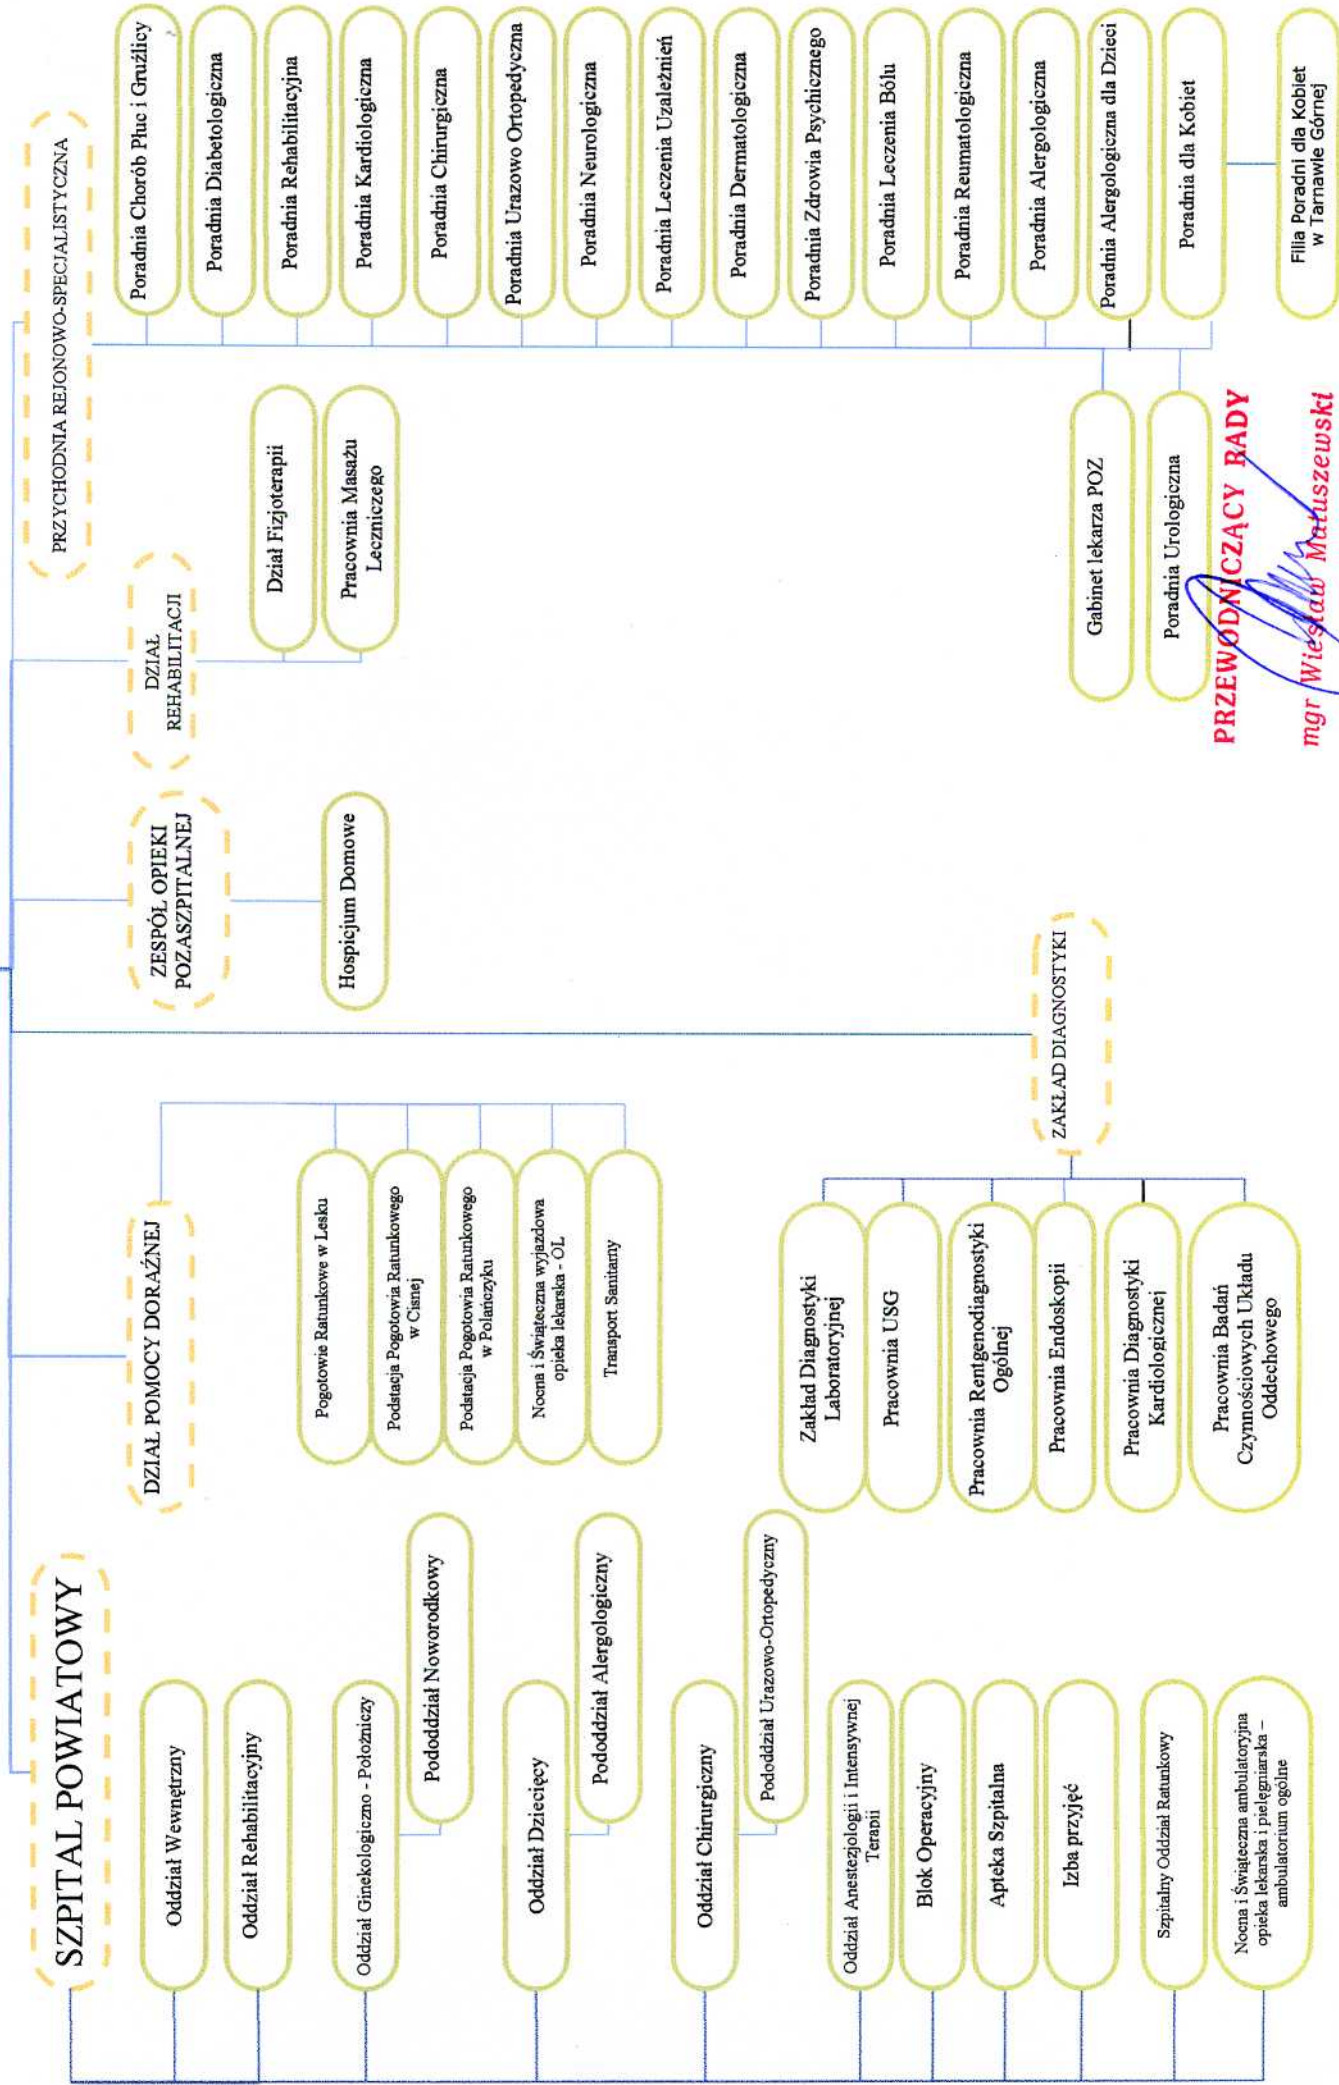 SZPITAL POWIATOWY
Oddział Wewnętrzny
Oddział Rehabilitacyjny
Oddział Ginekologiczno - Położniczy
Pododdział Noworodkowy
Oddział Dziecięcy
Pododdział Alergologiczny
Oddział Chirurgiczny
Pododdział Urazowo-Ortopedyczny
Oddział Anestezjologii i Intensywnej
Terapii
Blok Operacyjny
Apteka Szpitalna
Izba przyjęć
Szpitalny Oddział Ratunkowy
Nocna i Świąteczna ambulatoryjna
opieka lekarska i pielęgniarska –
ambulatorium ogólne
DZIAŁ POMOCY DORAŹNEJ
Pogotowie Ratunkowe w Lesku
Podstacja Pogotowia Ratunkowego
w Cisnej
Podstacja Pogotowia Ratunkowego
w Polańczyku
Nocna i Świąteczna wyjazdowa
opieka lekarska - OL
Transport Sanitarny
ZAKŁAD DIAGNOSTYKI
Zakład Diagnostyki
Laboratoryjnej
Pracownia USG
Pracownia Rentgenodiagnostyki
Ogólnej
Pracownia Endoskopii
Pracownia Diagnostyki
Kardiologicznej
Pracownia Badań
Czynnościowych Układu
Oddechowego
ZESPÓŁ OPIEKI
POZASZPITALNEJ
Hospicjum Domowe
DZIAŁ
REHABILITACJI
Dział Fizjoterapii
Pracownia Masażu
Leczniczego
PRZYCHODNIA REJONOWO-SPECJALISTYCZNA
Poradnia Chorób Płuc i Gruźlicy
Poradnia Diabetologiczna
Poradnia Rehabilitacyjna
Poradnia Kardiologiczna
Poradnia Chirurgiczna
Poradnia Urazowo Ortopedyczna
Poradnia Neurologiczna
Poradnia Leczenia Uzależnień
Poradnia Dermatologiczna
Poradnia Zdrowia Psychicznego
Poradnia Leczenia Bólu
Poradnia Reumatologiczna
Poradnia Alergologiczna
Poradnia Alergologiczna dla Dzieci
Poradnia dla Kobiet
Filia Poradni dla Kobiet
w Tarnawie Górnej
Gabinet lekarza POZ
Poradnia Urologiczna
PRZEWODNICZĄCY RADY
mgr Wiesław Matuszewski